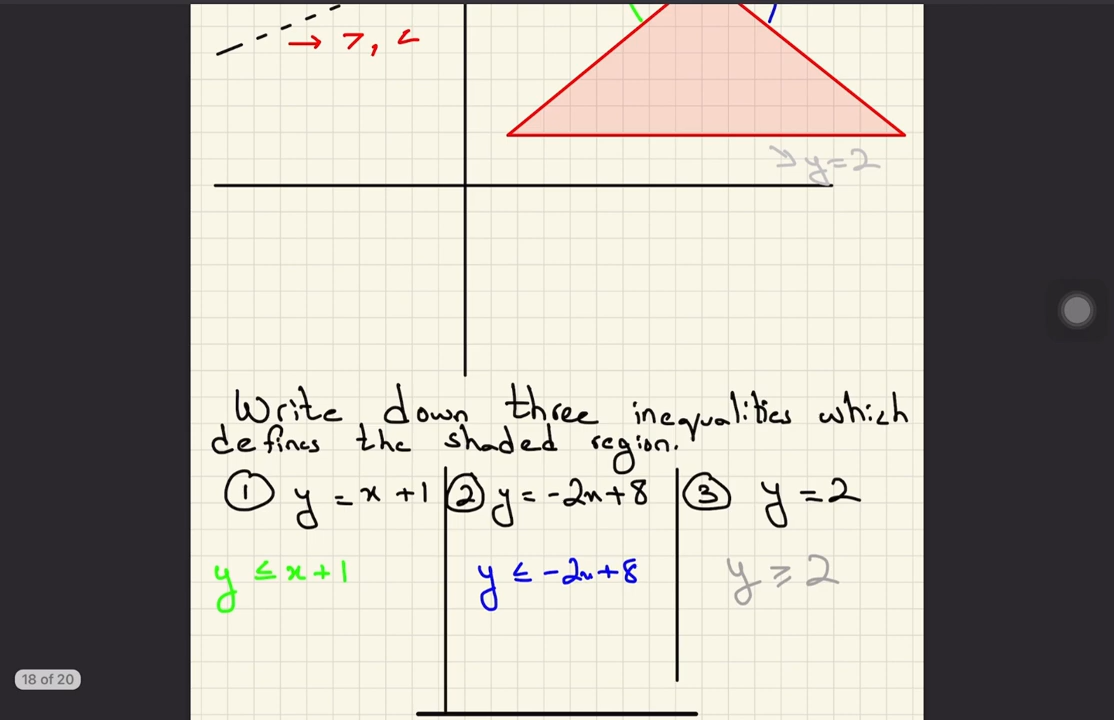 → >, <
→ y=2
Write down three inequalities which
defines the shaded region.
① y = x +1
② y = -2x+8
③ y = 2
y ≤ x+1
y ≤ -2x+8
y ≥ 2
18 of 20